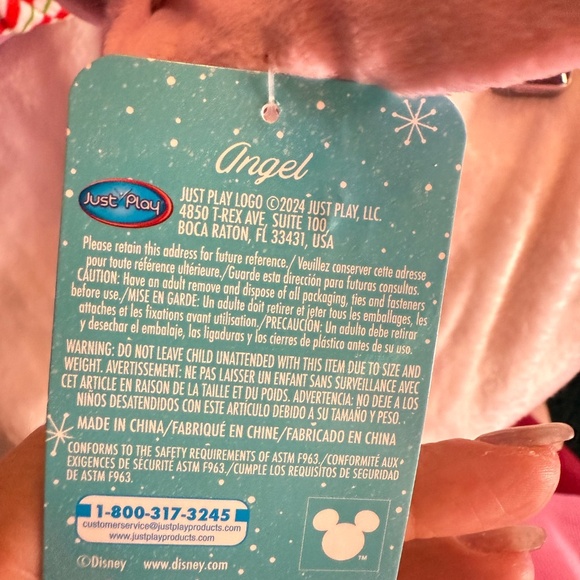 Angel
Just Play
JUST PLAY LOGO ©2024 JUST PLAY, LLC.
4850 T-REX AVE, SUITE 100,
BOCA RATON, FL 33431, USA
Please retain this address for future reference./Veuillez conserver cette adresse
pour toute référence ultérieure./Guarde esta dirección para futuras consultas.
CAUTION: Have an adult remove and dispose of all packaging, ties and fasteners
before use./MISE EN GARDE: Un adulte doit retirer et jeter tous les emballages, les
attaches et les fixations avant utilisation./PRECAUCIÓN: Un adulto debe retirar
y desechar el embalaje, las ligaduras y los cierres de plástico antes de su uso.
WARNING: DO NOT LEAVE CHILD UNATTENDED WITH THIS ITEM DUE TO SIZE AND
WEIGHT. AVERTISSEMENT: NE PAS LAISSER UN ENFANT SANS SURVEILLANCE AVEC
CET ARTICLE EN RAISON DE LA TAILLE ET DU POIDS. ADVERTENCIA: NO DEJE A LOS
NIÑOS DESATENDIDOS CON ESTE ARTÍCULO DEBIDO A SU TAMAÑO Y PESO.
MADE IN CHINA/FABRIQUÉ EN CHINE/FABRICADO EN CHINA
CONFORMS TO THE SAFETY REQUIREMENTS OF ASTM F963./CONFORMITÉ AUX
EXIGENCES DE SÉCURITÉ ASTM F963./CUMPLE LOS REQUISITOS DE SEGURIDAD
DE ASTM F963.
1-800-317-3245
customerservice@justplayproducts.com
www.justplayproducts.com
TM
©Disney www.disney.com